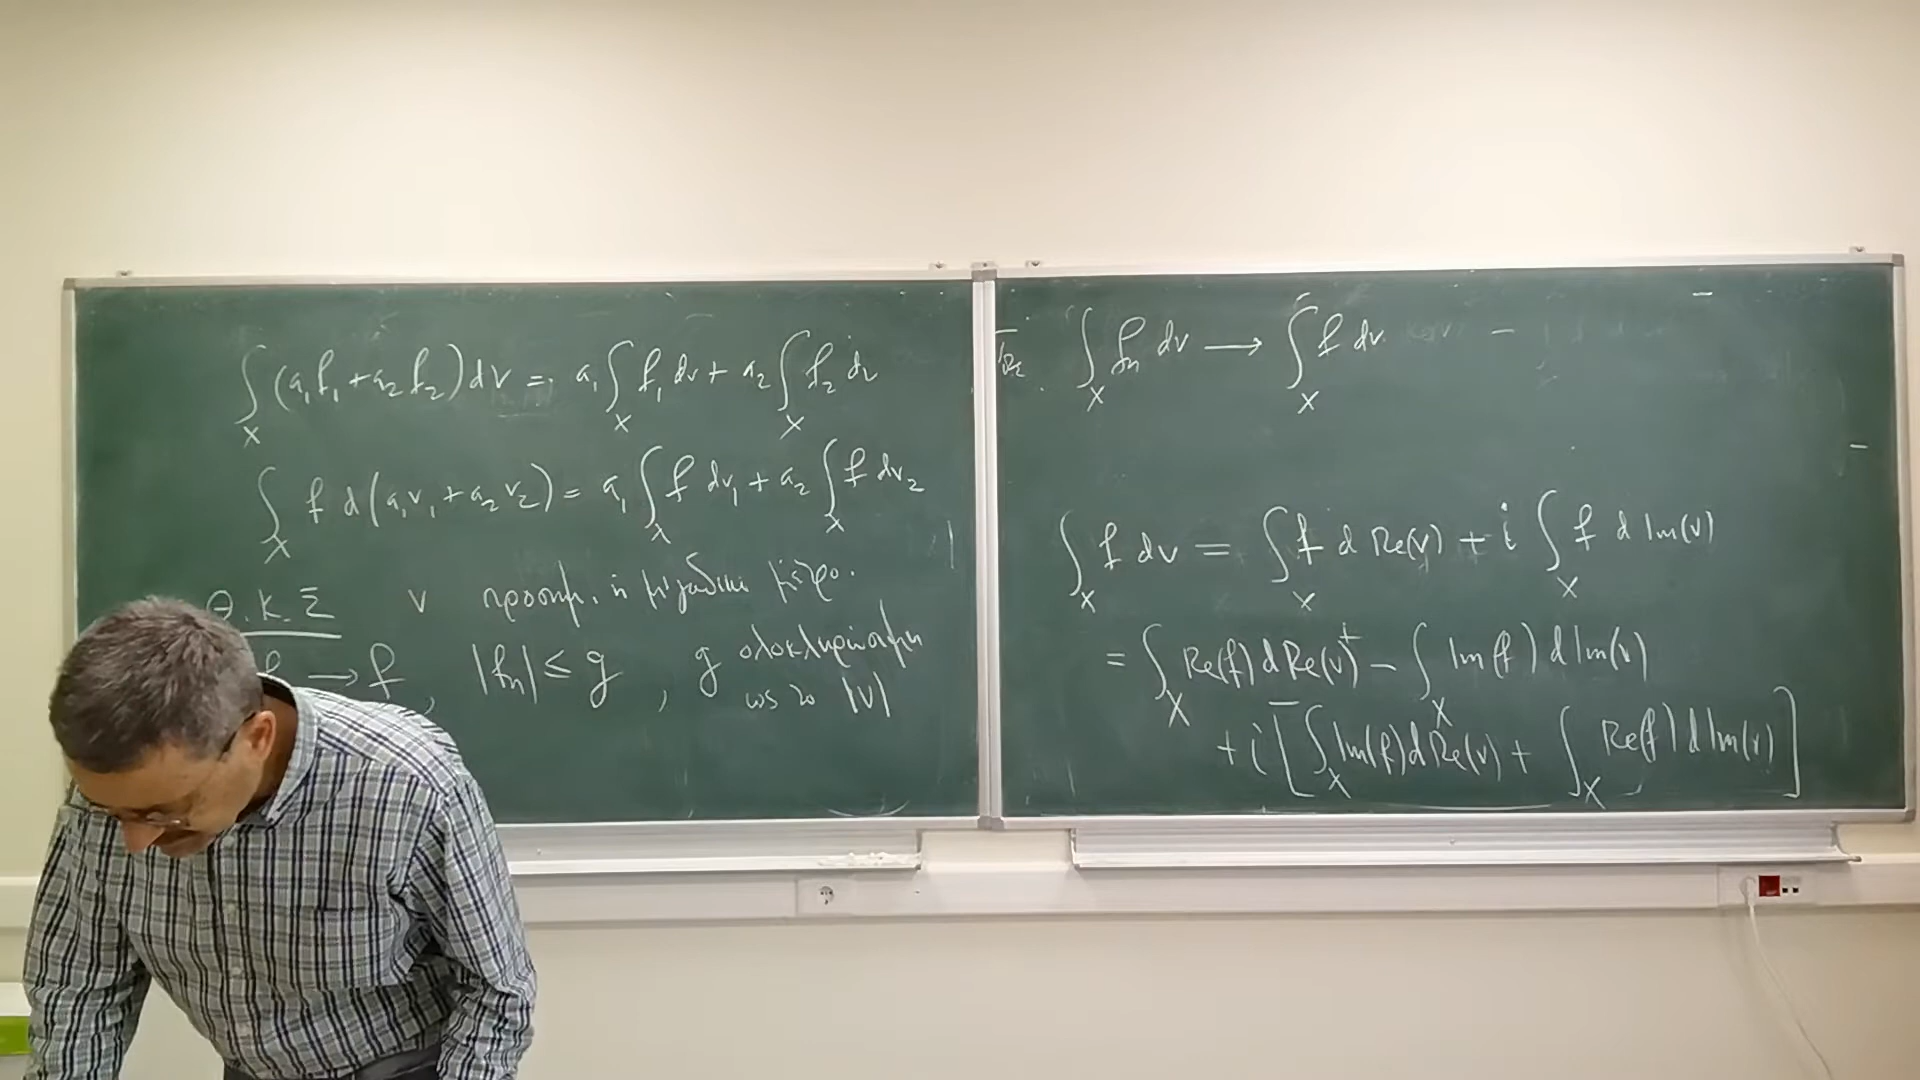 ∫_X (a₁f₁ + a₂f₂) dν = a₁ ∫_X f₁ dν + a₂ ∫_X f₂ dν
∫_X f d(a₁ν₁ + a₂ν₂) = a₁ ∫_X f dν₁ + a₂ ∫_X f dν₂
Θ.Κ.Σ ν προσημ. ή μιγαδικό μέτρο.
→ f, |fₙ| ≤ g, g ολοκληρώσιμη
ως προς |ν|
∫_X fₙ dν → ∫_X f dν
∫_X f dν = ∫_X f d Re(ν) + i ∫_X f d Im(ν)
= ∫_X Re(f) d Re(ν)⁺ − ∫_X Im(f) d Im(ν)
+ i [∫_X Im(f) d Re(ν) + ∫_X Re(f) d Im(ν)]